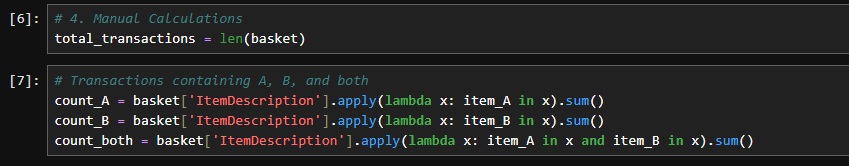 [6]: # 4. Manual Calculations
total_transactions = len(basket)
[7]: # Transactions containing A, B, and both
count_A = basket['ItemDescription'].apply(lambda x: item_A in x).sum()
count_B = basket['ItemDescription'].apply(lambda x: item_B in x).sum()
count_both = basket['ItemDescription'].apply(lambda x: item_A in x and item_B in x).sum()